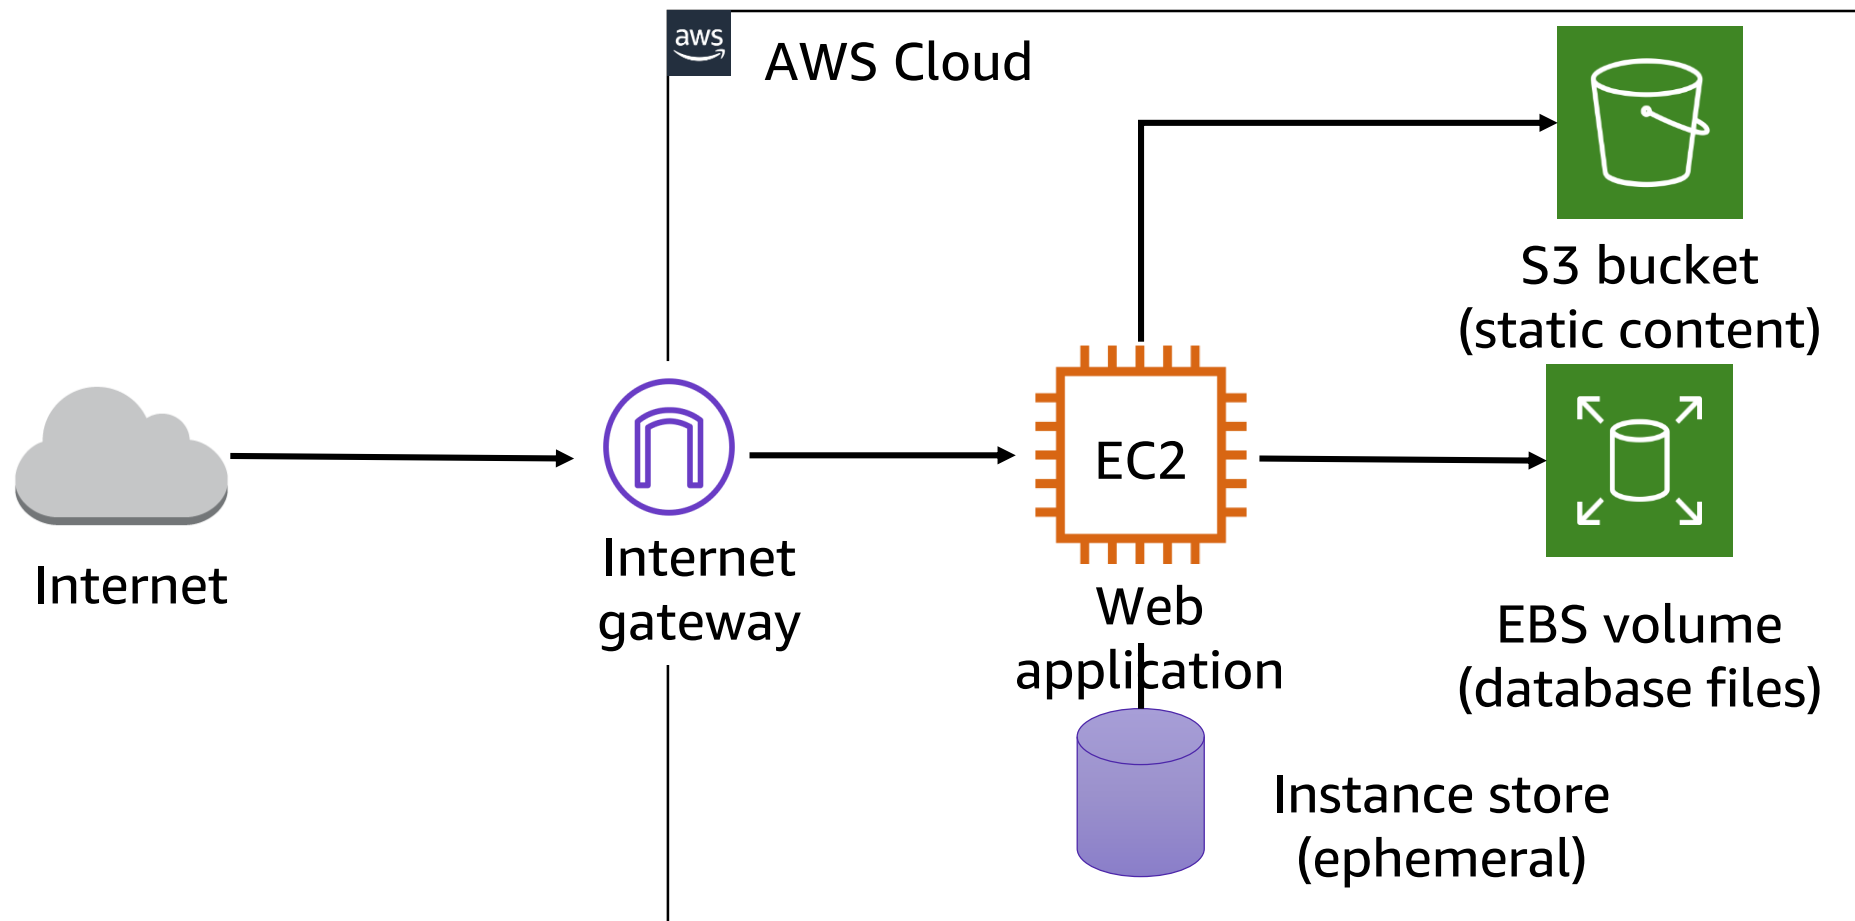 aws
AWS Cloud
S3 bucket
(static content)
EC2
Internet
Internet
gateway
Web
application
EBS volume
(database files)
Instance store
(ephemeral)